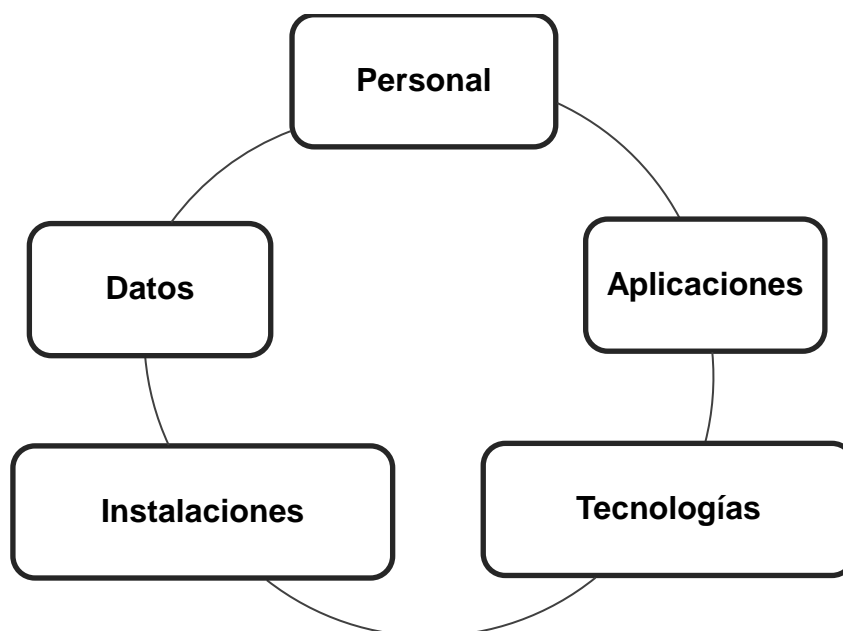 Personal
Datos
Aplicaciones
Instalaciones
Tecnologías